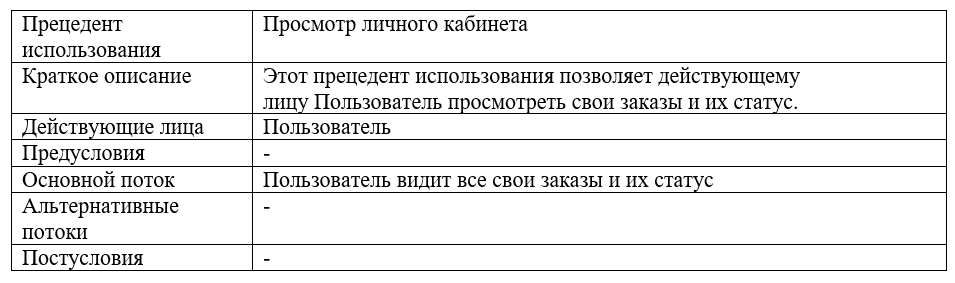 Прецедент использования
Просмотр личного кабинета
Краткое описание
Этот прецедент использования позволяет действующему
лицу Пользователь просмотреть свои заказы и их статус.
Действующие лица
Пользователь
Предусловия
-
Основной поток
Пользователь видит все свои заказы и их статус
Альтернативные
потоки
-
Постусловия
-